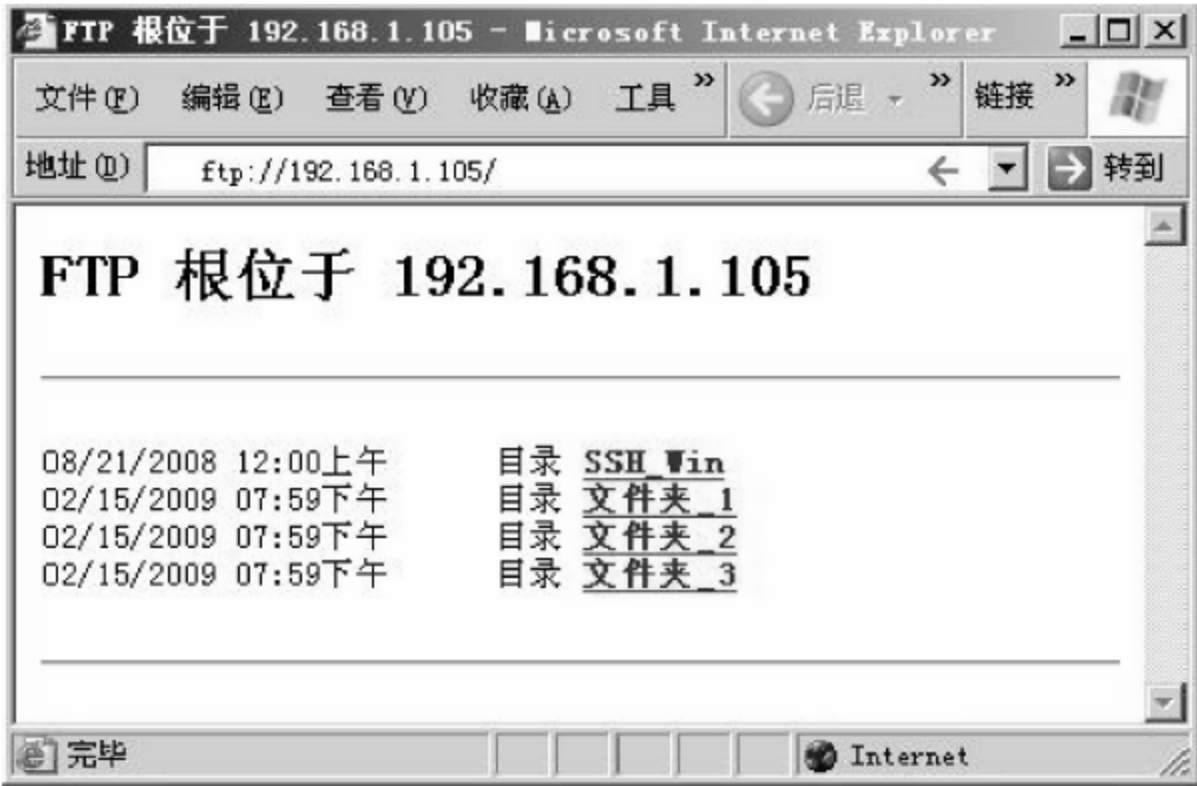 FTP 根位于 192.168.1.105 - Microsoft Internet Explorer
文件(F) 编辑(E) 查看(V) 收藏(A) 工具 » 后退 » 链接 »
地址(D) ftp://192.168.1.105/ 转到
FTP 根位于 192.168.1.105
08/21/2008 12:00上午 目录 SSH_Win
02/15/2009 07:59下午 目录 文件夹_1
02/15/2009 07:59下午 目录 文件夹_2
02/15/2009 07:59下午 目录 文件夹_3
完毕 Internet